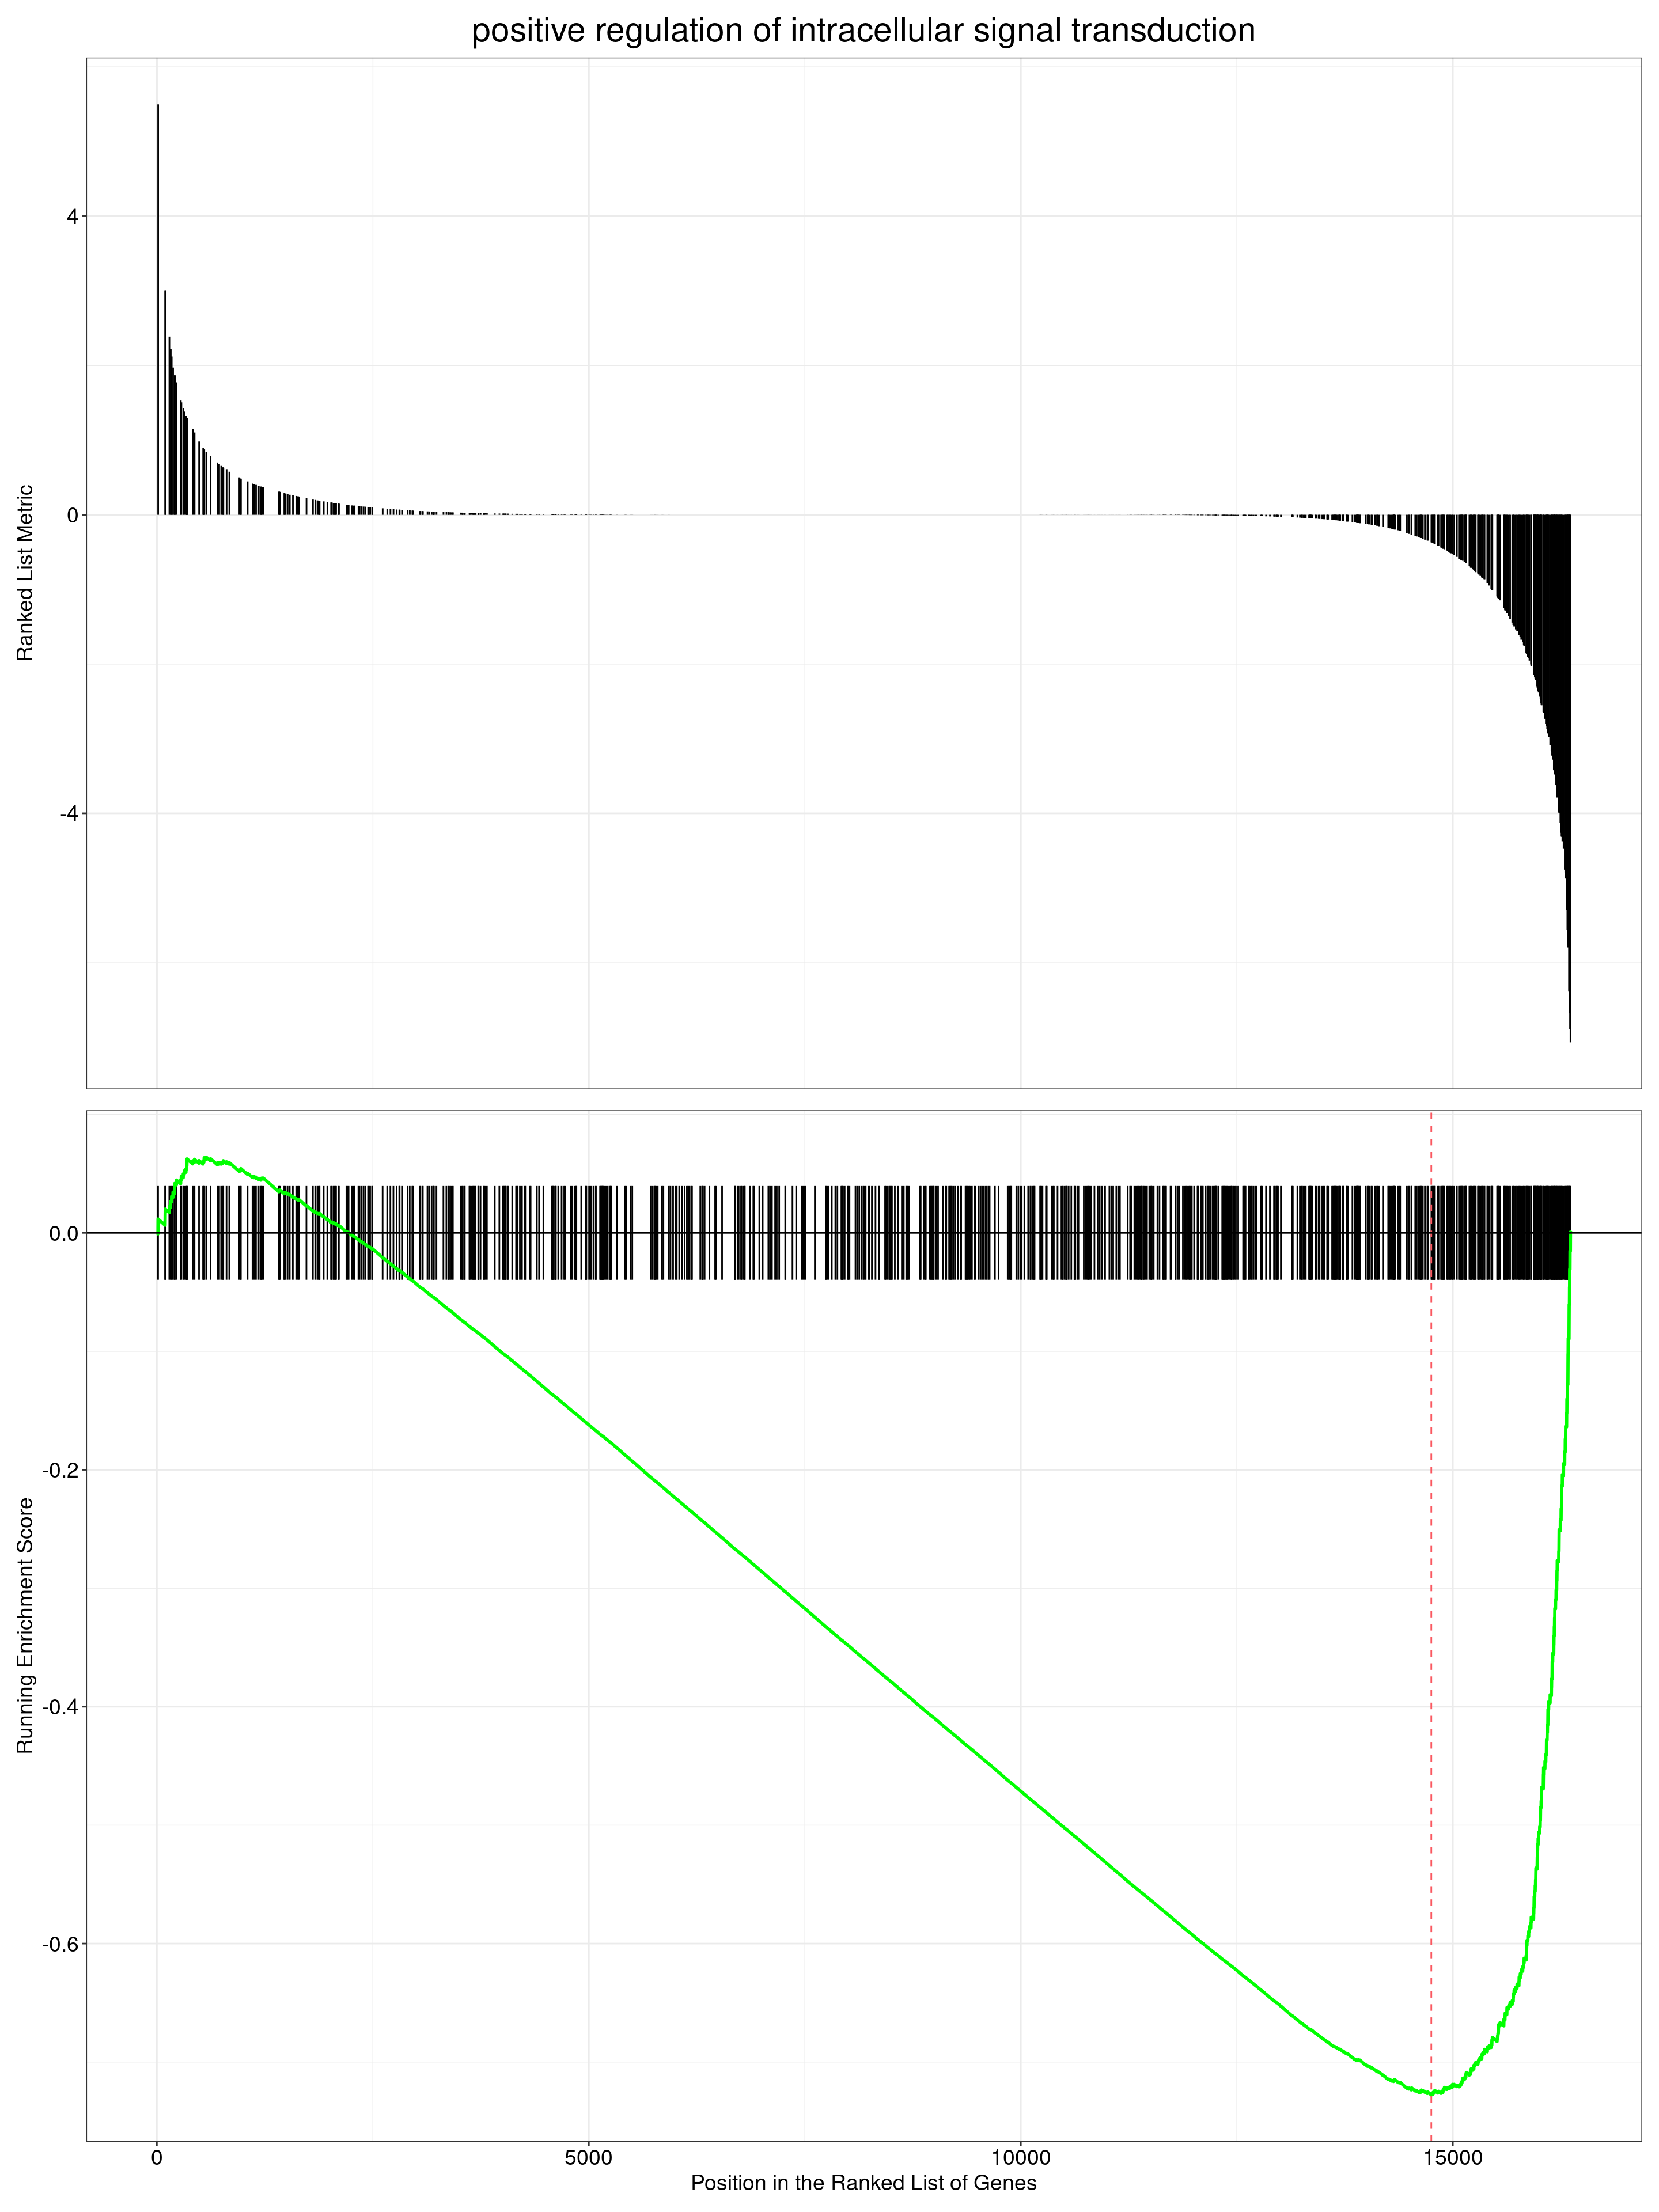 positive regulation of intracellular signal transduction
4
0
-4
Ranked List Metric
0.0
-0.2
-0.4
-0.6
Running Enrichment Score
0
5000
10000
15000
Position in the Ranked List of Genes